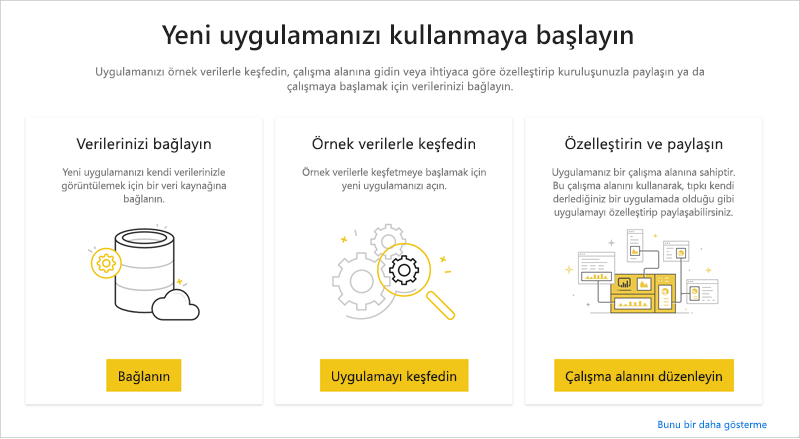 Yeni uygulamanızı kullanmaya başlayın
Uygulamanızı örnek verilerle keşfedin, çalışma alanına gidin veya ihtiyaca göre özelleştirip kuruluşunuzla paylaşın ya da
çalışmaya başlamak için verilerinizi bağlayın.
Verilerinizi bağlayın
Yeni uygulamanızı kendi verilerinizle
görüntülemek için bir veri kaynağına
bağlanın.
Bağlanın
Örnek verilerle keşfedin
Örnek verilerle keşfetmeye başlamak için
yeni uygulamanızı açın.
Uygulamayı keşfedin
Özelleştirin ve paylaşın
Uygulamanız bir çalışma alanına sahiptir.
Bu çalışma alanını kullanarak, tıpkı kendi
derlediğiniz bir uygulamada olduğu gibi
uygulamayı özelleştirip paylaşabilirsiniz.
Çalışma alanını düzenleyin
Bunu bir daha gösterme